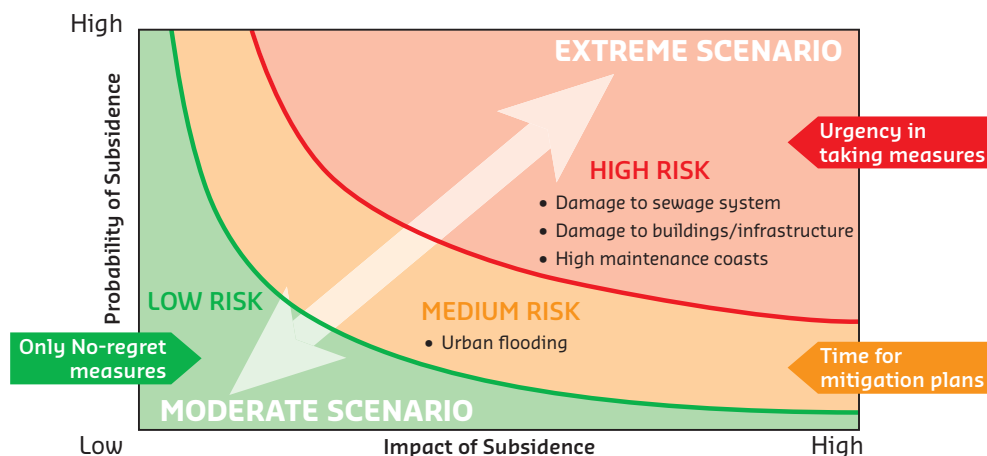 High
EXTREME SCENARIO
Probability of Subsidence
Urgency in
taking measures
HIGH RISK
• Damage to sewage system
• Damage to buildings/infrastructure
• High maintenance coasts
LOW RISK
MEDIUM RISK
• Urban flooding
Only No-regret
measures
Time for
mitigation plans
MODERATE SCENARIO
Low
Impact of Subsidence
High